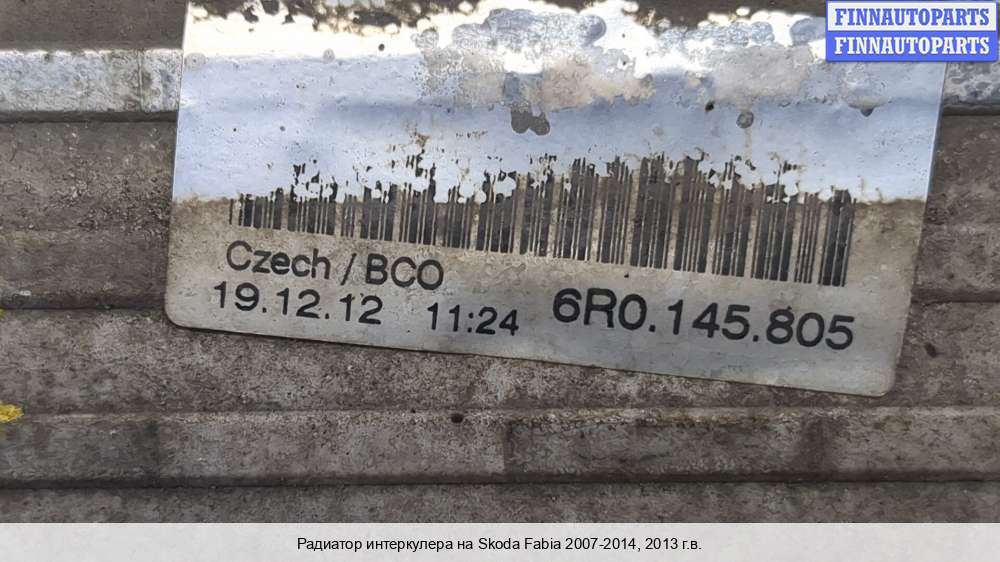 FINNAUTOPARTS
FINNAUTOPARTS
Czech / BCO
19.12.12 11:24 6R0.145.805
Радиатор интеркулера на Skoda Fabia 2007-2014, 2013 г.в.